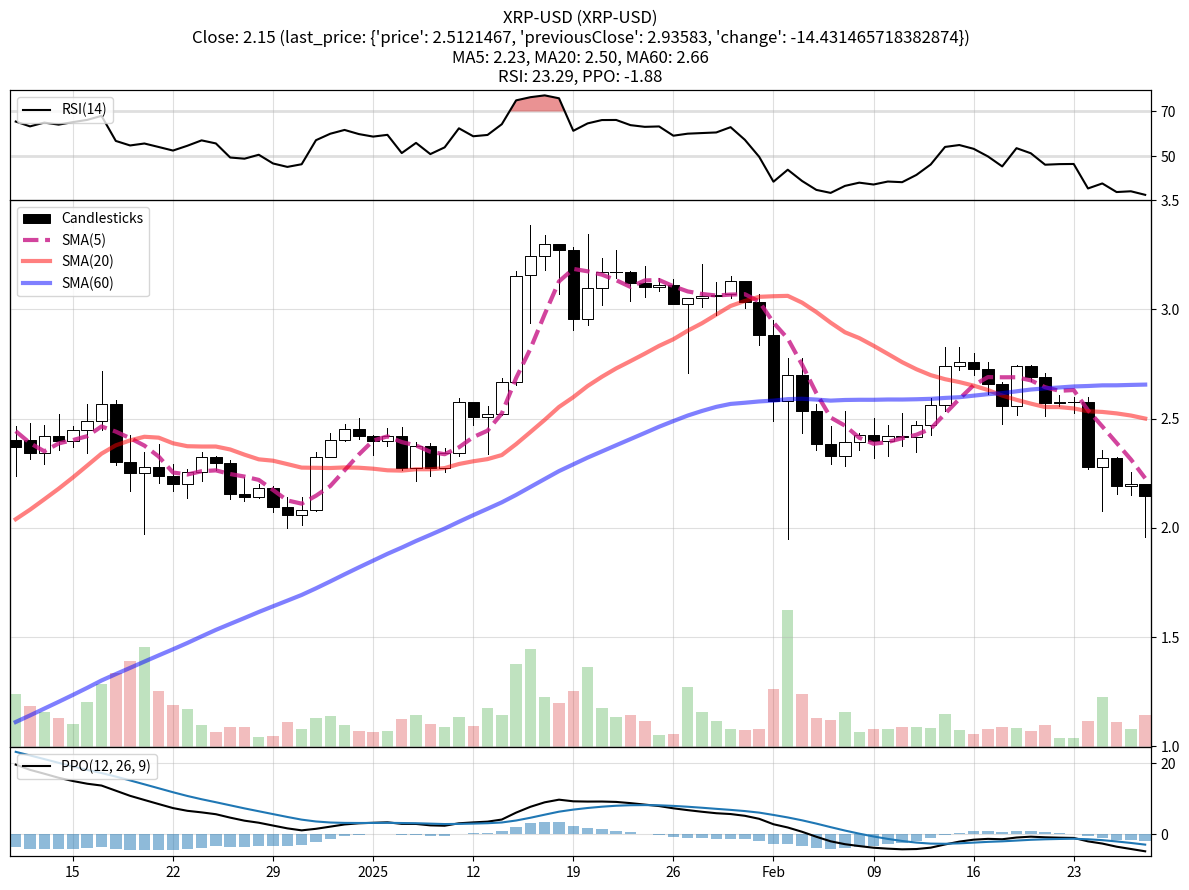 XRP-USD (XRP-USD)
Close: 2.15 (last_price: {'price': 2.5121467, 'previousClose': 2.93583, 'change': -14.431465718382874})
MA5: 2.23, MA20: 2.50, MA60: 2.66
RSI: 23.29, PPO: -1.88
RSI(14)
70
50
3.5
Candlesticks
SMA(5)
SMA(20)
SMA(60)
3.0
2.5
2.0
1.5
1.0
PPO(12, 26, 9)
20
0
15 22 29 2025 12 19 26 Feb 09 16 23